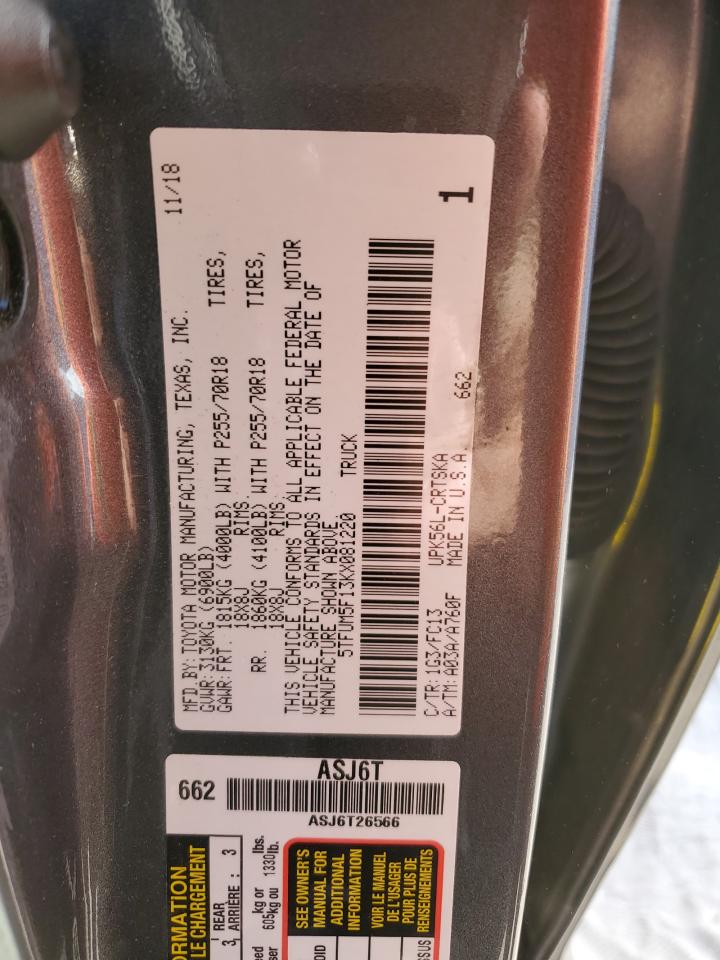 MFD.BY:TOYOTA MOTOR MANUFACTURING, TEXAS, INC. 11/18
GVWR:3130KG (6900LB)
GAWR:FRT. 1815KG (4000LB) WITH P255/70R18 TIRES,
18X8J RIMS.
RR. 1860KG (4100LB) WITH P255/70R18 TIRES,
18X8J RIMS.
THIS VEHICLE CONFORMS TO ALL APPLICABLE FEDERAL MOTOR
VEHICLE SAFETY STANDARDS IN EFFECT ON THE DATE OF
MANUFACTURE SHOWN ABOVE
5TFUM5F13KX081220 TRUCK
1
C/TR:1G3/FC13 UPK56L-CRTSKA 662
A/TM:A03A/A760F MADE IN U.S.A.
662
ASJ6T
ASJ6T26566
ORMATION
LE CHARGEMENT
REAR
3 ARRIÈRE : 3
kg or lbs.
605kg ou 1330lb.
SEE OWNER'S
MANUAL FOR
ADDITIONAL
INFORMATION
VOIR LE MANUEL
DE L'USAGER
POUR PLUS DE
RENSEIGNEMENTS